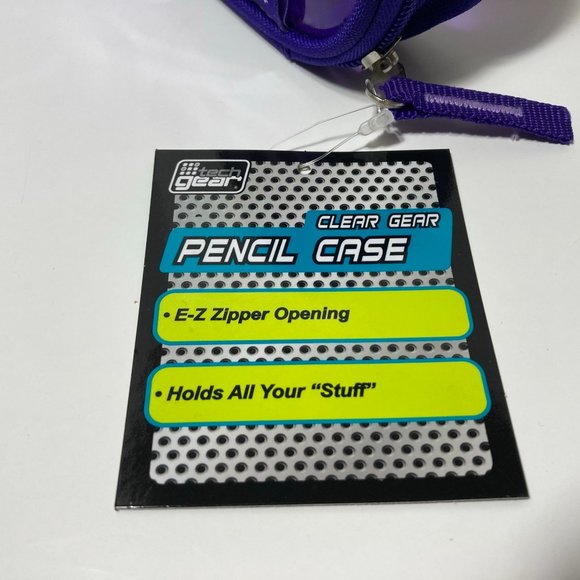 tech
gear
CLEAR GEAR
PENCIL CASE
• E-Z Zipper Opening
• Holds All Your “Stuff”